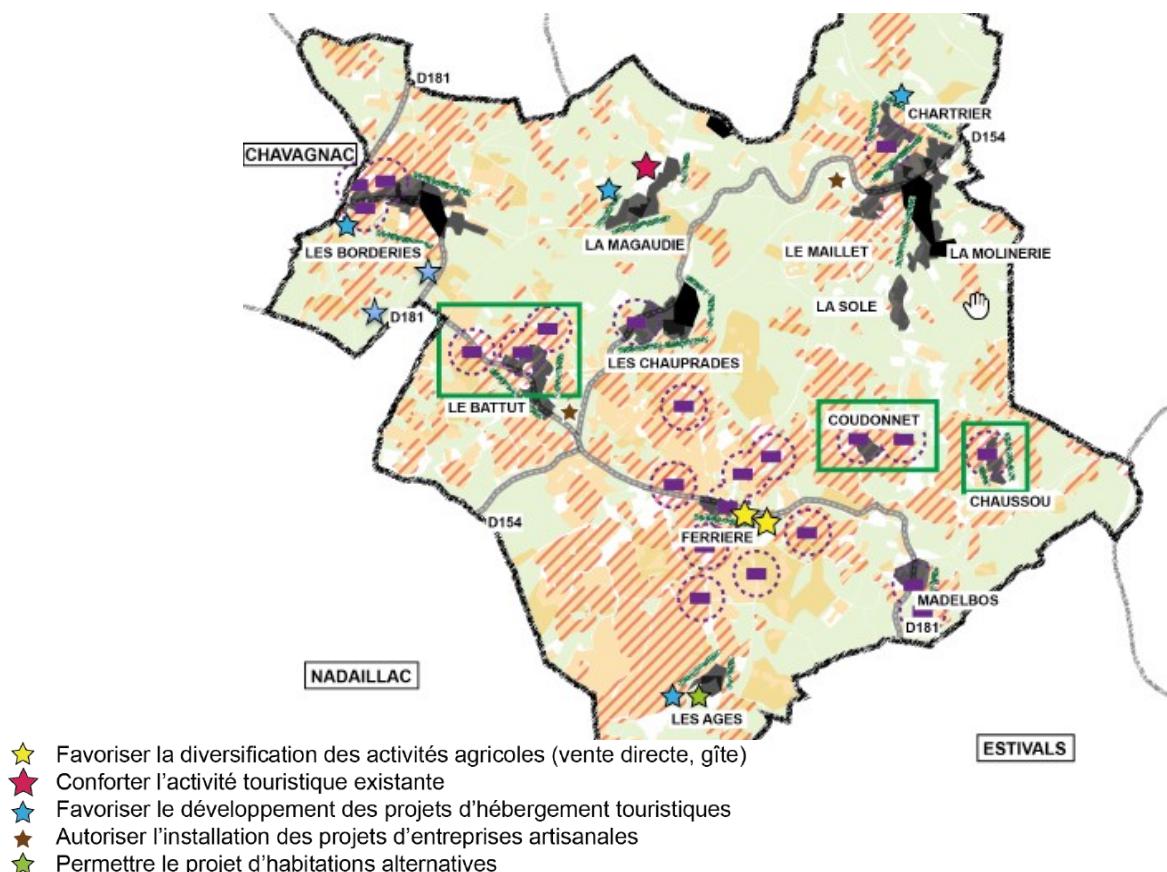 D181
CHARTRIER
D154
CHAVAGNAC
LA MAGAUDIE
LES BORDERIES
LE MAILLET
LA MOLINERIE
LA SOLE
D181
LES CHAUPRADES
LE BATTUT
COUDONNET
CHAUSSOU
D154
FERRIERE
MADELBOS
D181
NADAILLAC
LES AGES
ESTIVALS
Favoriser la diversification des activités agricoles (vente directe, gîte)
Conforter l'activité touristique existante
Favoriser le développement des projets d'hébergement touristiques
Autoriser l'installation des projets d'entreprises artisanales
Permettre le projet d'habitations alternatives